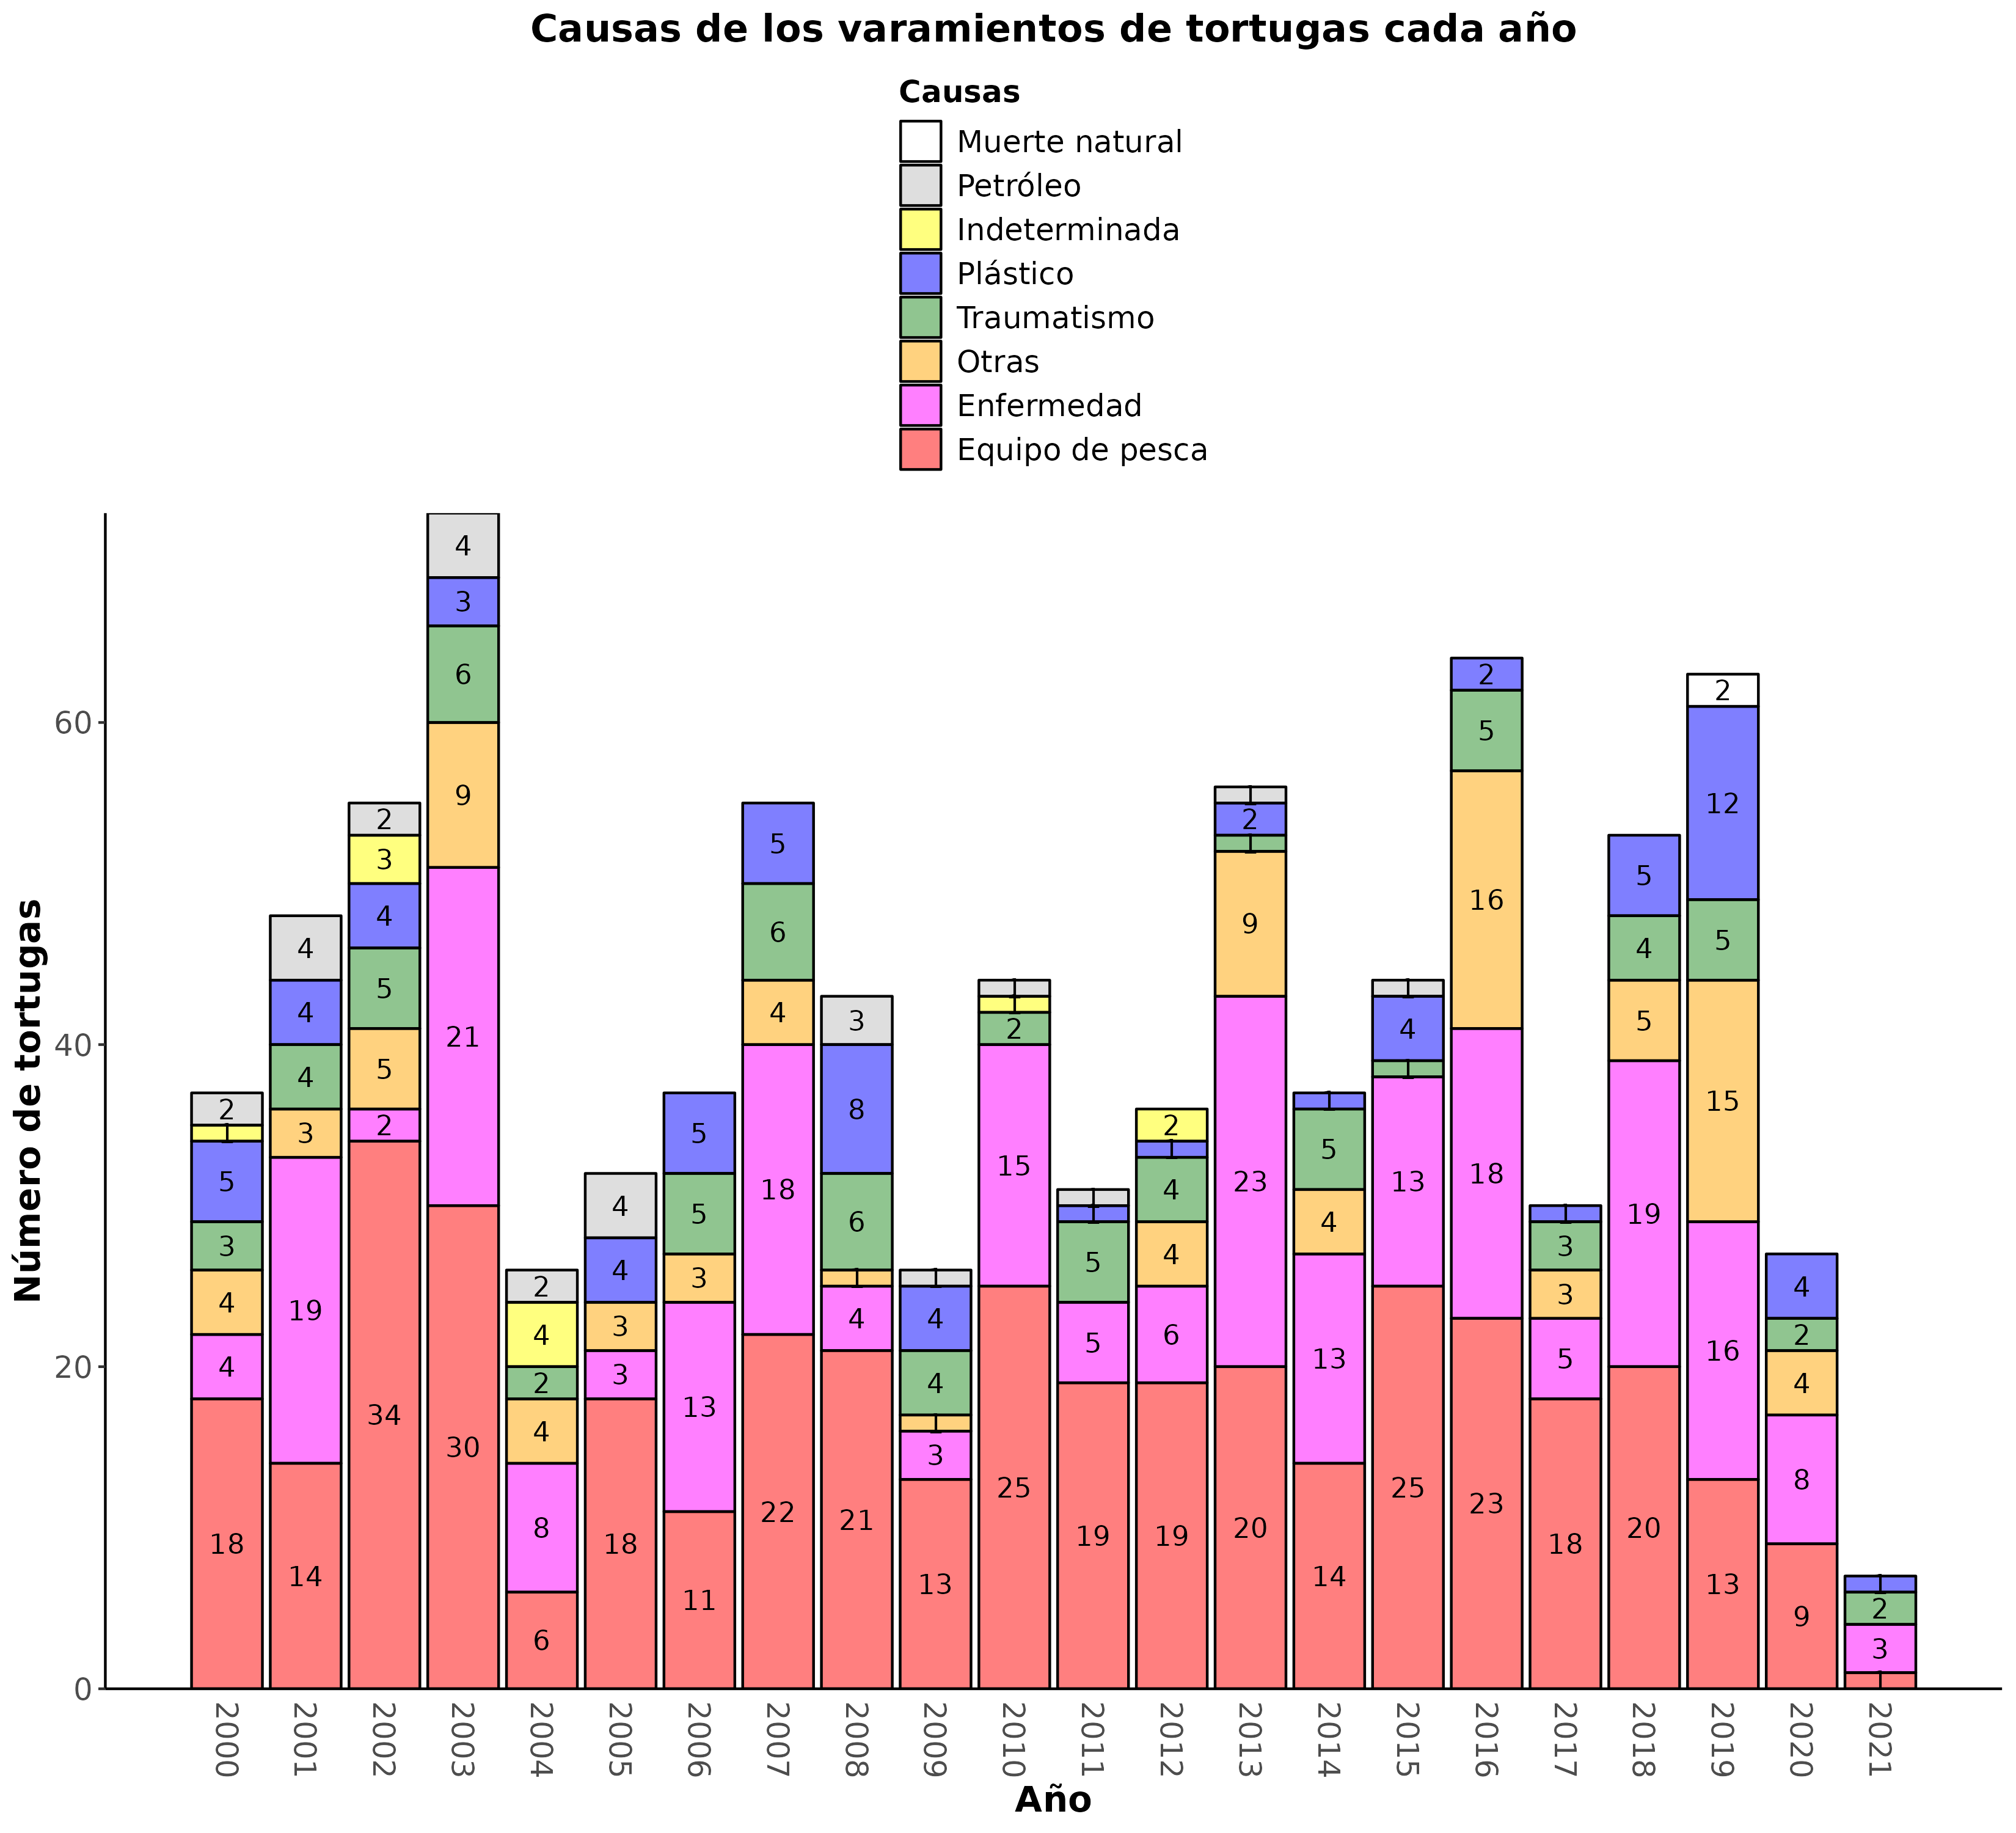 Causas de los varamientos de tortugas cada año
Causas
Muerte natural
Petróleo
Indeterminada
Plástico
Traumatismo
Otras
Enfermedad
Equipo de pesca
Número de tortugas
60
40
20
0
2 1 5 3 4 4 18
4 4 4 3 19 14
2 3 4 5 5 2 34
4 3 6 9 21 30
2 4 2 4 8 6
4 4 3 3 18
5 5 3 13 11
5 6 4 18 22
3 8 6 1 4 21
1 4 4 1 3 13
1 1 2 15 25
1 1 5 5 19
2 1 4 4 6 19
1 2 1 9 23 20
1 5 4 13 14
1 4 1 13 25
2 5 16 18 23
1 3 3 5 18
5 4 5 19 20
2 12 5 15 16 13
4 2 4 8 9
1 2 3 1
2000 2001 2002 2003 2004 2005 2006 2007 2008 2009 2010 2011 2012 2013 2014 2015 2016 2017 2018 2019 2020 2021
Año